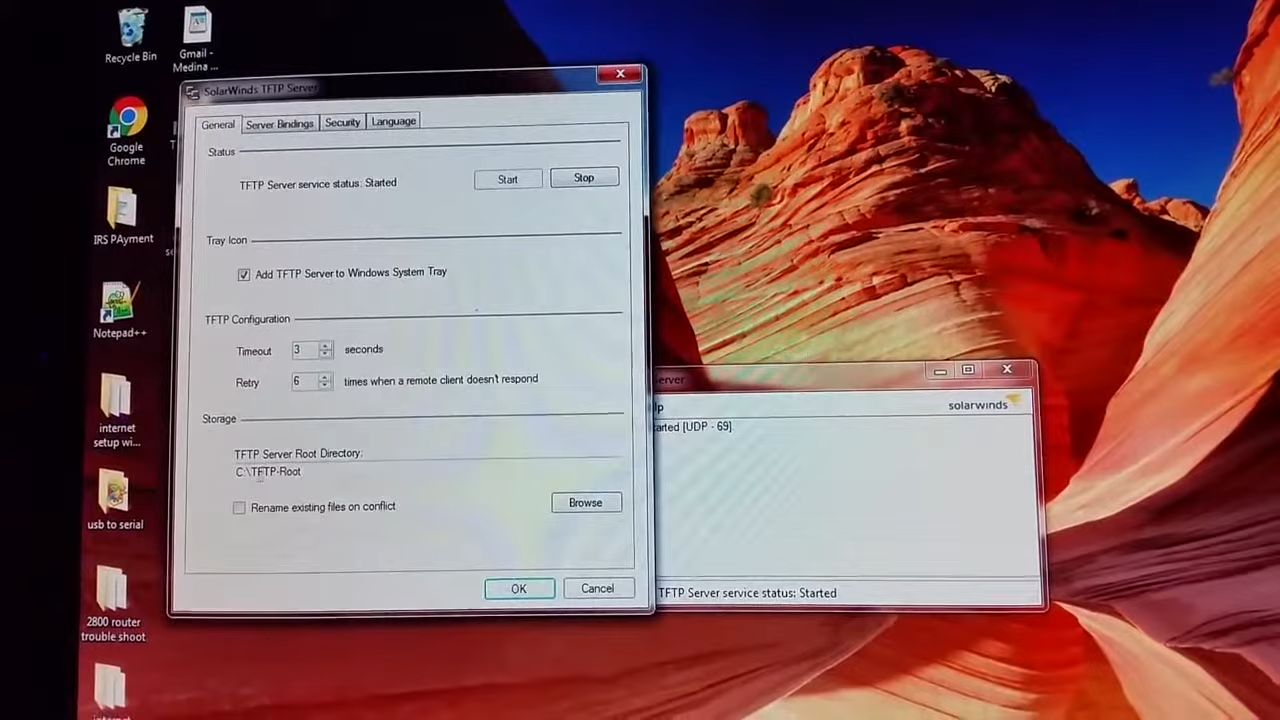 Recycle Bin
Gmail -
Medina ...
Google
Chrome
IRS PAyment
Notepad++
internet
setup wi...
usb to serial
2800 router
trouble shoot
SolarWinds TFTP Server
General
Server Bindings
Security
Language
Status
TFTP Server service status: Started
Start
Stop
Tray Icon
Add TFTP Server to Windows System Tray
TFTP Configuration
Timeout
3
seconds
Retry
6
times when a remote client doesn't respond
Storage
TFTP Server Root Directory:
C:\TFTP-Root
Rename existing files on conflict
Browse
OK
Cancel
erver
lp
solarwinds
arted [UDP - 69]
TFTP Server service status: Started